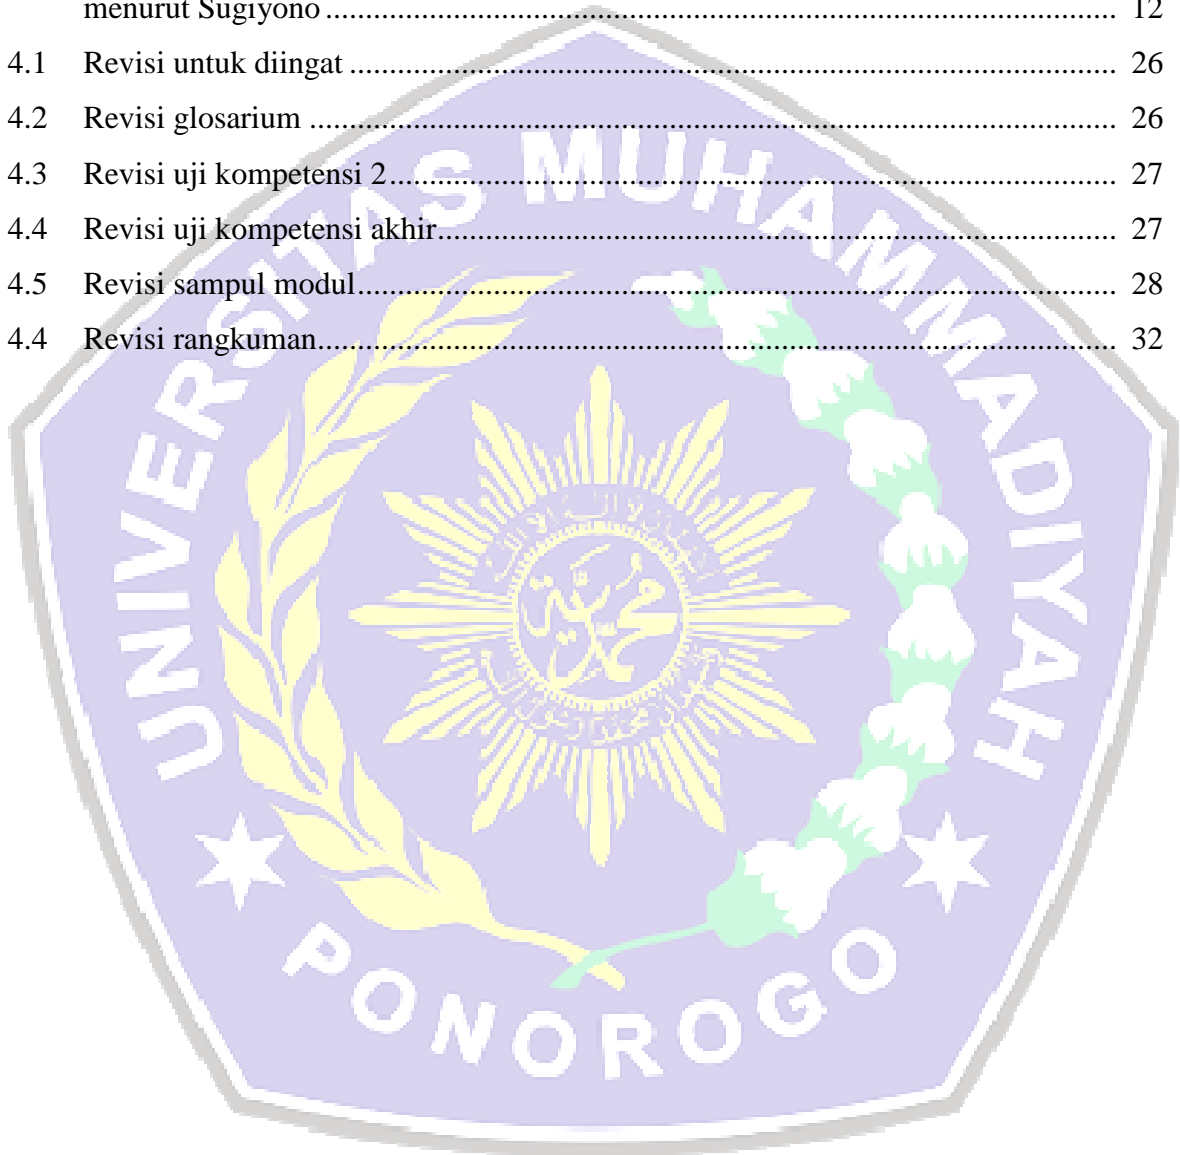 menurut Sugiyono ........ 12
4.1 Revisi untuk diingat ........ 26
4.2 Revisi glosarium ........ 26
4.3 Revisi uji kompetensi 2 ........ 27
4.4 Revisi uji kompetensi akhir ........ 27
4.5 Revisi sampul modul ........ 28
4.4 Revisi rangkuman ........ 32
UNIVERSITAS MUHAMMADIYAH
محمدية
PONOROGO